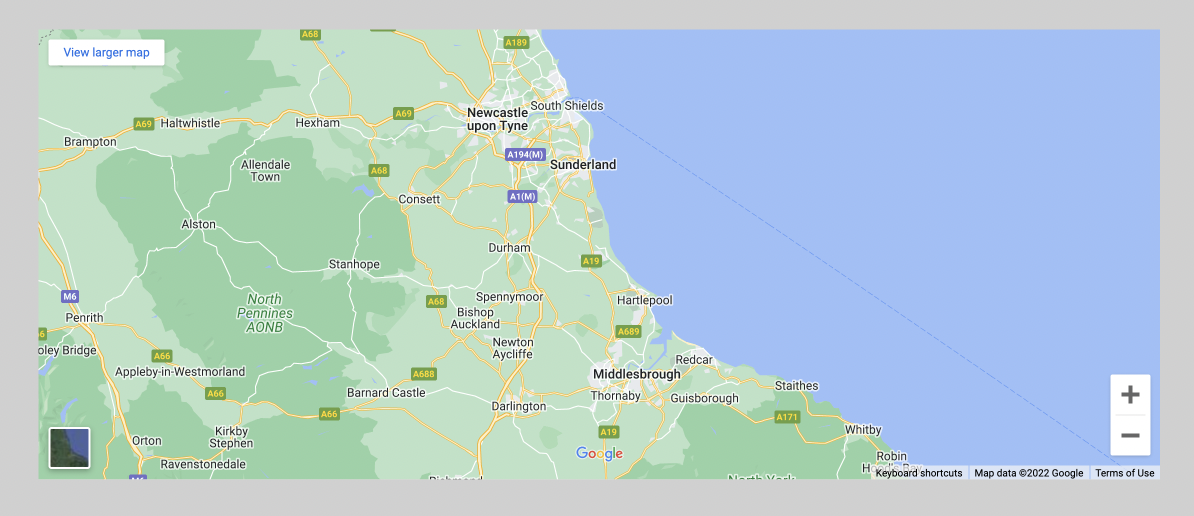 View larger map
A68
A189
South Shields
Newcastle
upon Tyne
A69
A69
Haltwhistle
Hexham
Brampton
A194(M)
Sunderland
Allendale
Town
A68
Consett
A1(M)
Alston
Durham
Stanhope
A19
M6
North
Pennines
AONB
A68
Spennymoor
Hartlepool
Penrith
Bishop
Auckland
A689
Newton
Aycliffe
oley Bridge
A66
Redcar
Appleby-in-Westmorland
A688
Middlesbrough
Staithes
A66
Barnard Castle
Thornaby
Guisborough
Darlington
A66
A171
Kirkby
Stephen
Orton
A19
Whitby
Google
Robin
Ravenstonedale
Keyboard shortcuts
Map data ©2022 Google
Terms of Use